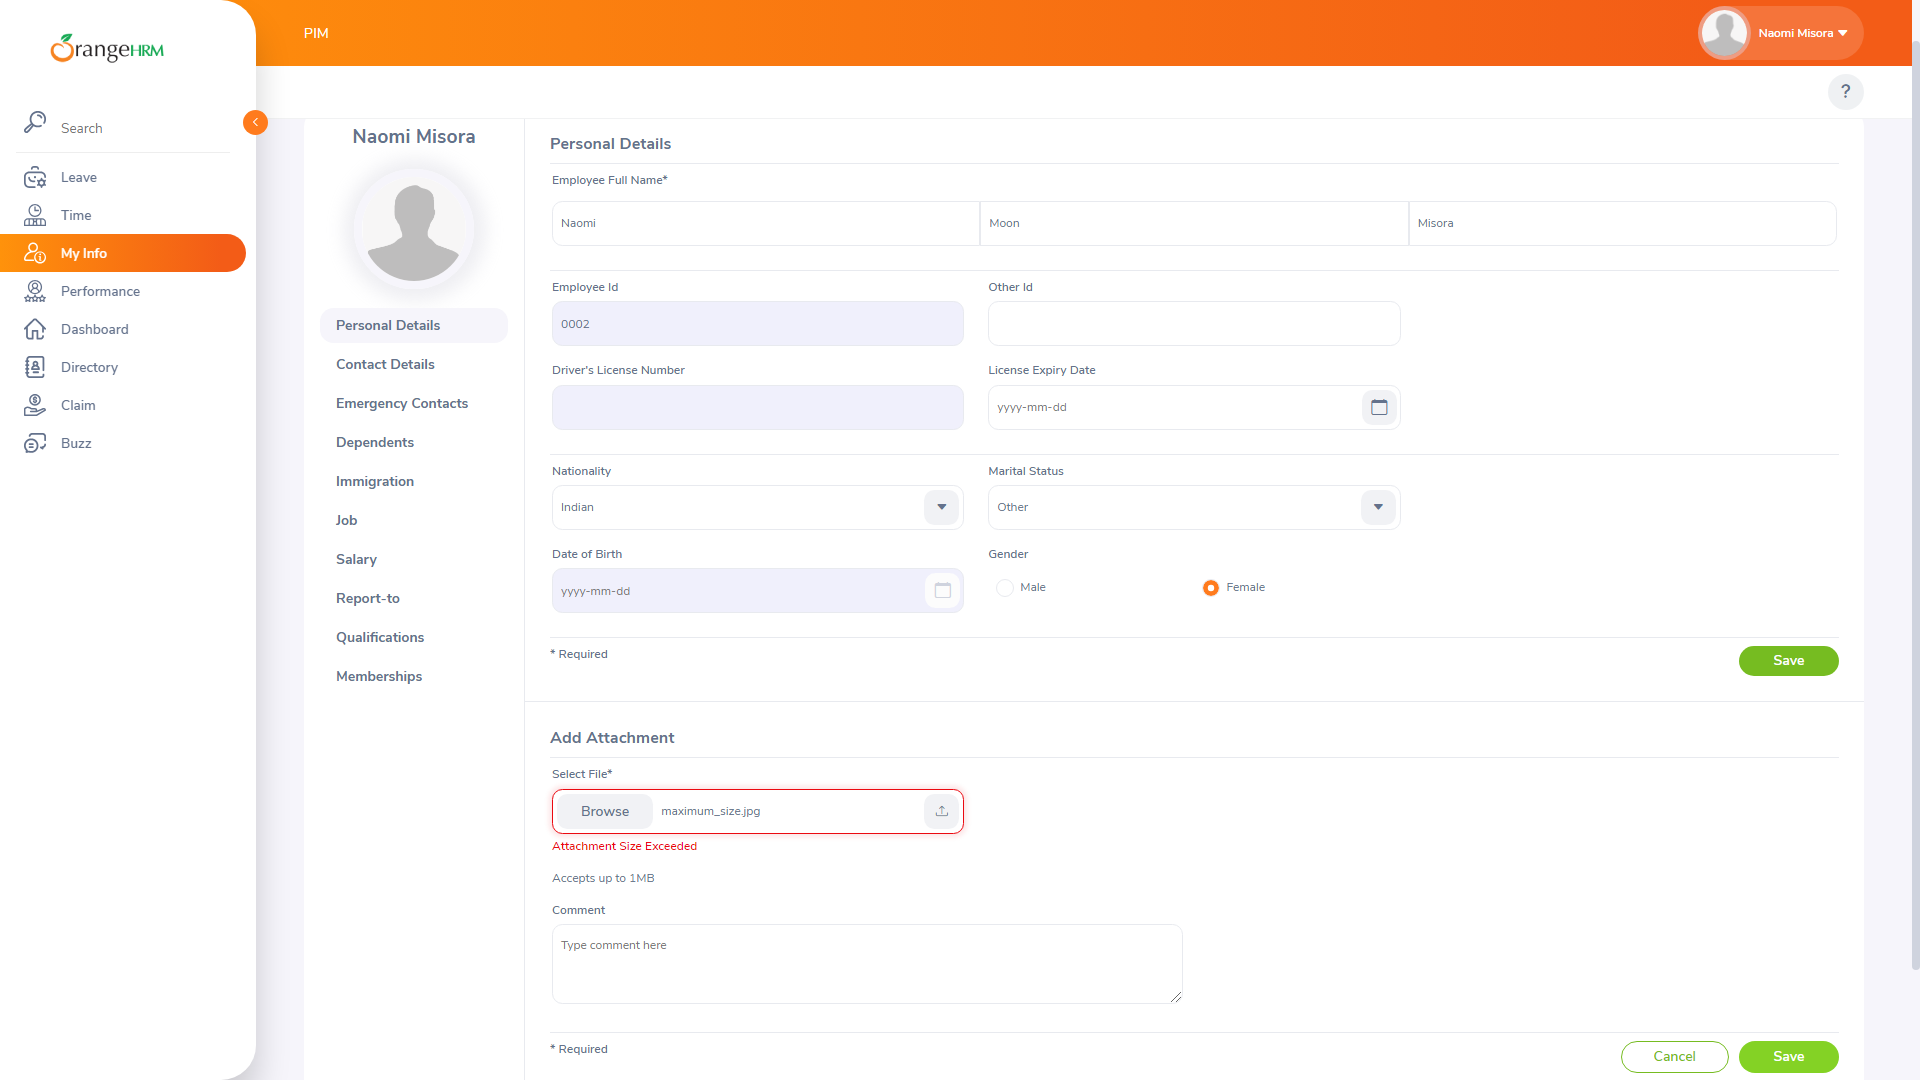 OrangeHRM
Search
Leave
Time
My Info
Performance
Dashboard
Directory
Claim
Buzz
PIM
Naomi Misora
?
Naomi Misora
Personal Details
Contact Details
Emergency Contacts
Dependents
Immigration
Job
Salary
Report-to
Qualifications
Memberships
Personal Details
Employee Full Name*
Naomi Moon Misora
Employee Id Other Id
0002
Driver's License Number License Expiry Date
yyyy-mm-dd
Nationality Marital Status
Indian Other
Date of Birth Gender
yyyy-mm-dd Male Female
* Required
Save
Add Attachment
Select File*
Browse maximum_size.jpg
Attachment Size Exceeded
Accepts up to 1MB
Comment
Type comment here
* Required
Cancel Save